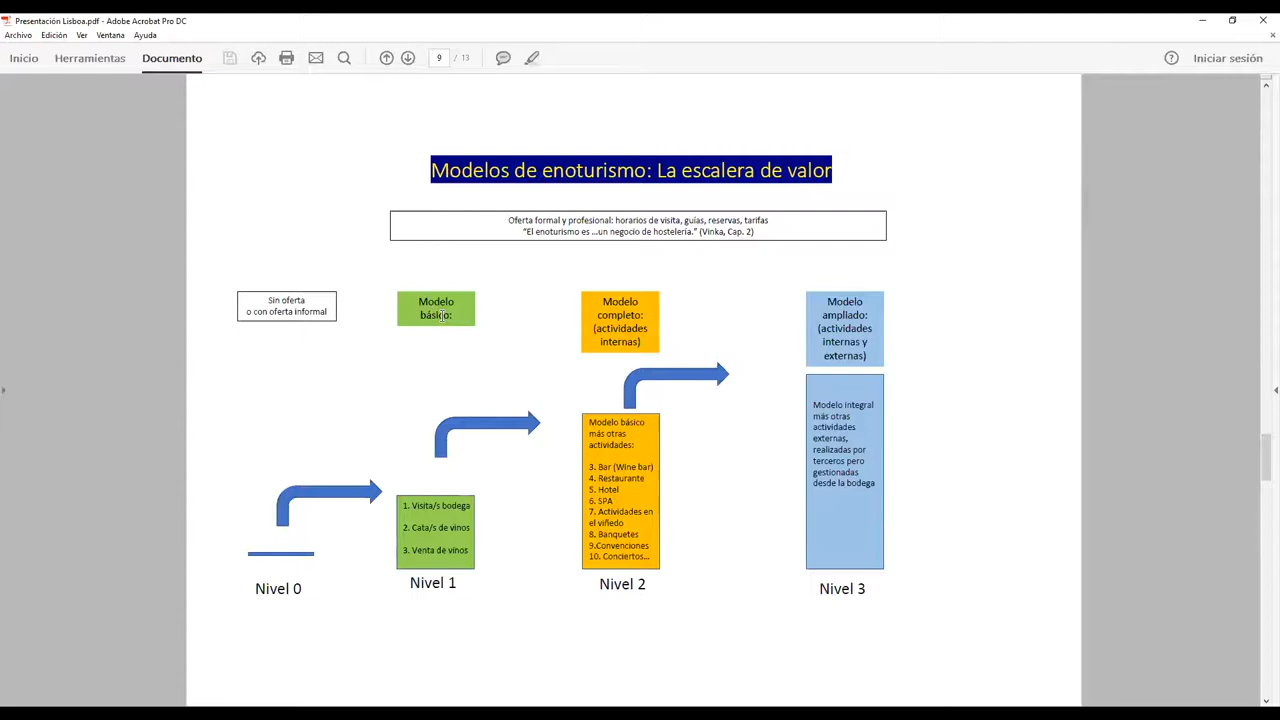 Presentación Lisboa.pdf - Adobe Acrobat Pro DC
Archivo Edición Ver Ventana Ayuda
Inicio Herramientas Documento 9 / 13 Iniciar sesión
Modelos de enoturismo: La escalera de valor
Oferta formal y profesional: horarios de visita, guías, reservas, tarifas
“El enoturismo es ...un negocio de hostelería.” (Vinka, Cap. 2)
Sin oferta
o con oferta informal
Modelo
básico:
Modelo
completo:
(actividades
internas)
Modelo
ampliado:
(actividades
internas y
externas)
1. Visita/s bodega
2. Cata/s de vinos
3. Venta de vinos
Modelo básico
más otras
actividades:
3. Bar (Wine bar)
4. Restaurante
5. Hotel
6. SPA
7. Actividades en
el viñedo
8. Banquetes
9.Convenciones
10. Conciertos...
Modelo integral
más otras
actividades
externas,
realizadas por
terceros pero
gestionadas
desde la bodega
Nivel 0
Nivel 1
Nivel 2
Nivel 3